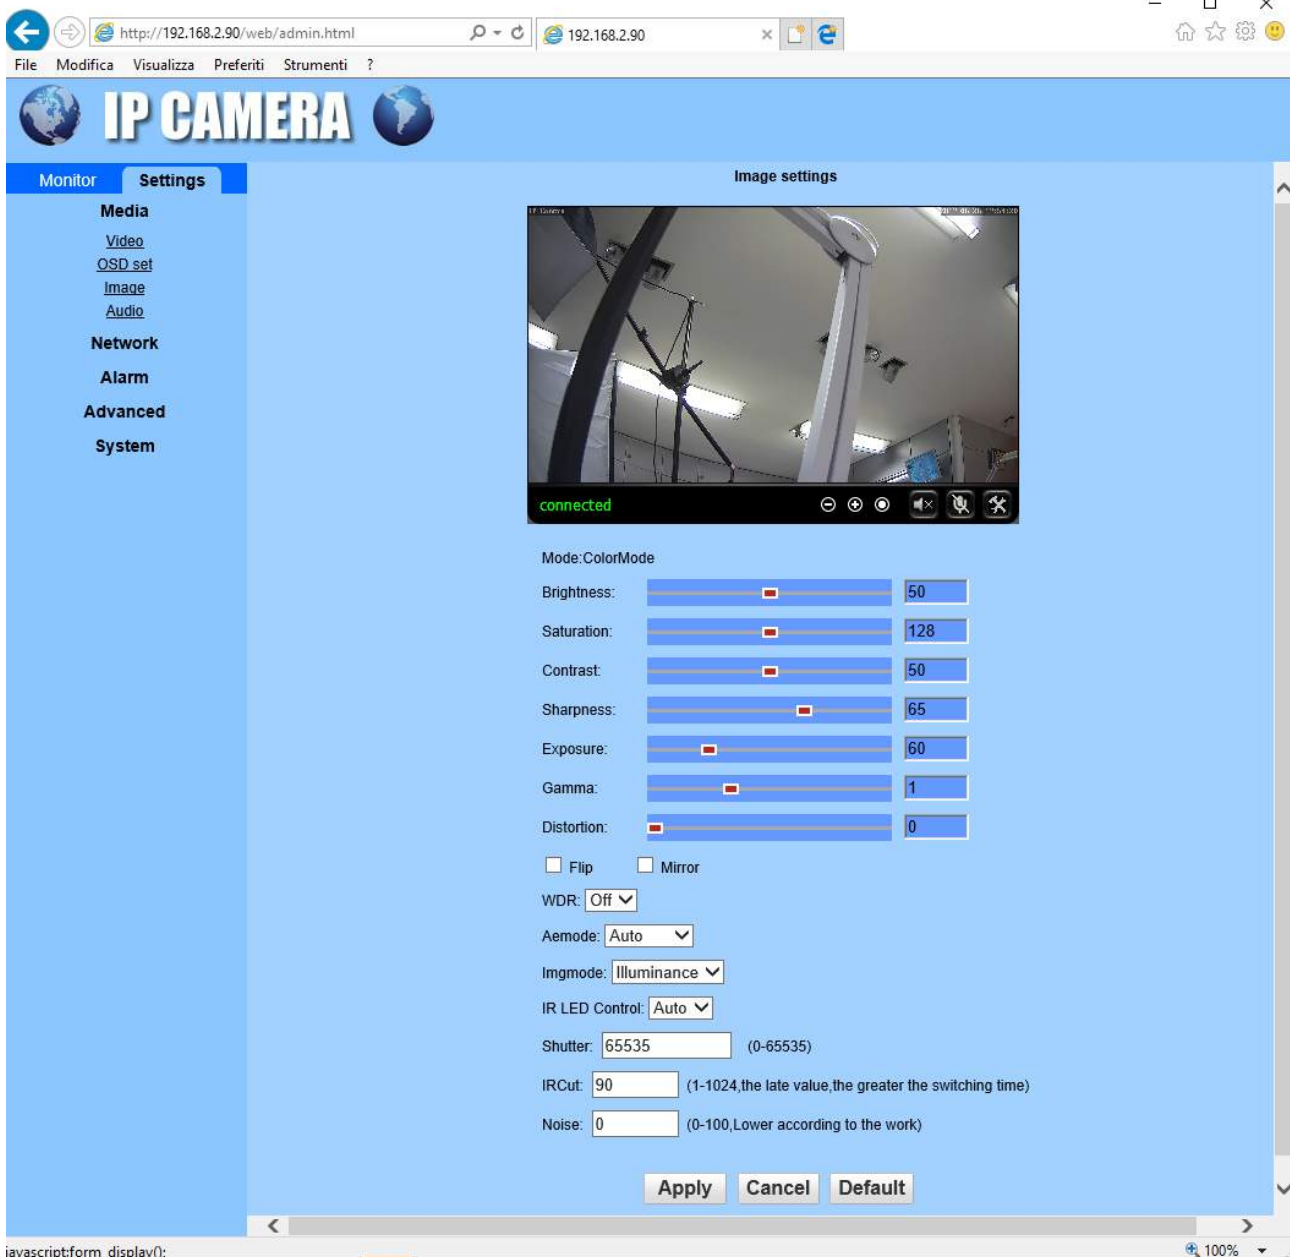 http://192.168.2.90/web/admin.html
192.168.2.90
File Modifica Visualizza Preferiti Strumenti ?
IP CAMERA
Monitor Settings
Media
Video
OSD set
Image
Audio
Network
Alarm
Advanced
System
Image settings
IP Camera
connected
Mode:ColorMode
Brightness: 50
Saturation: 128
Contrast: 50
Sharpness: 65
Exposure: 60
Gamma: 1
Distortion: 0
Flip Mirror
WDR: Off
Aemode: Auto
Imgmode: Illuminance
IR LED Control: Auto
Shutter: 65535 (0-65535)
IRCut: 90 (1-1024,the late value,the greater the switching time)
Noise: 0 (0-100,Lower according to the work)
Apply Cancel Default
javascript:form_display();
100%